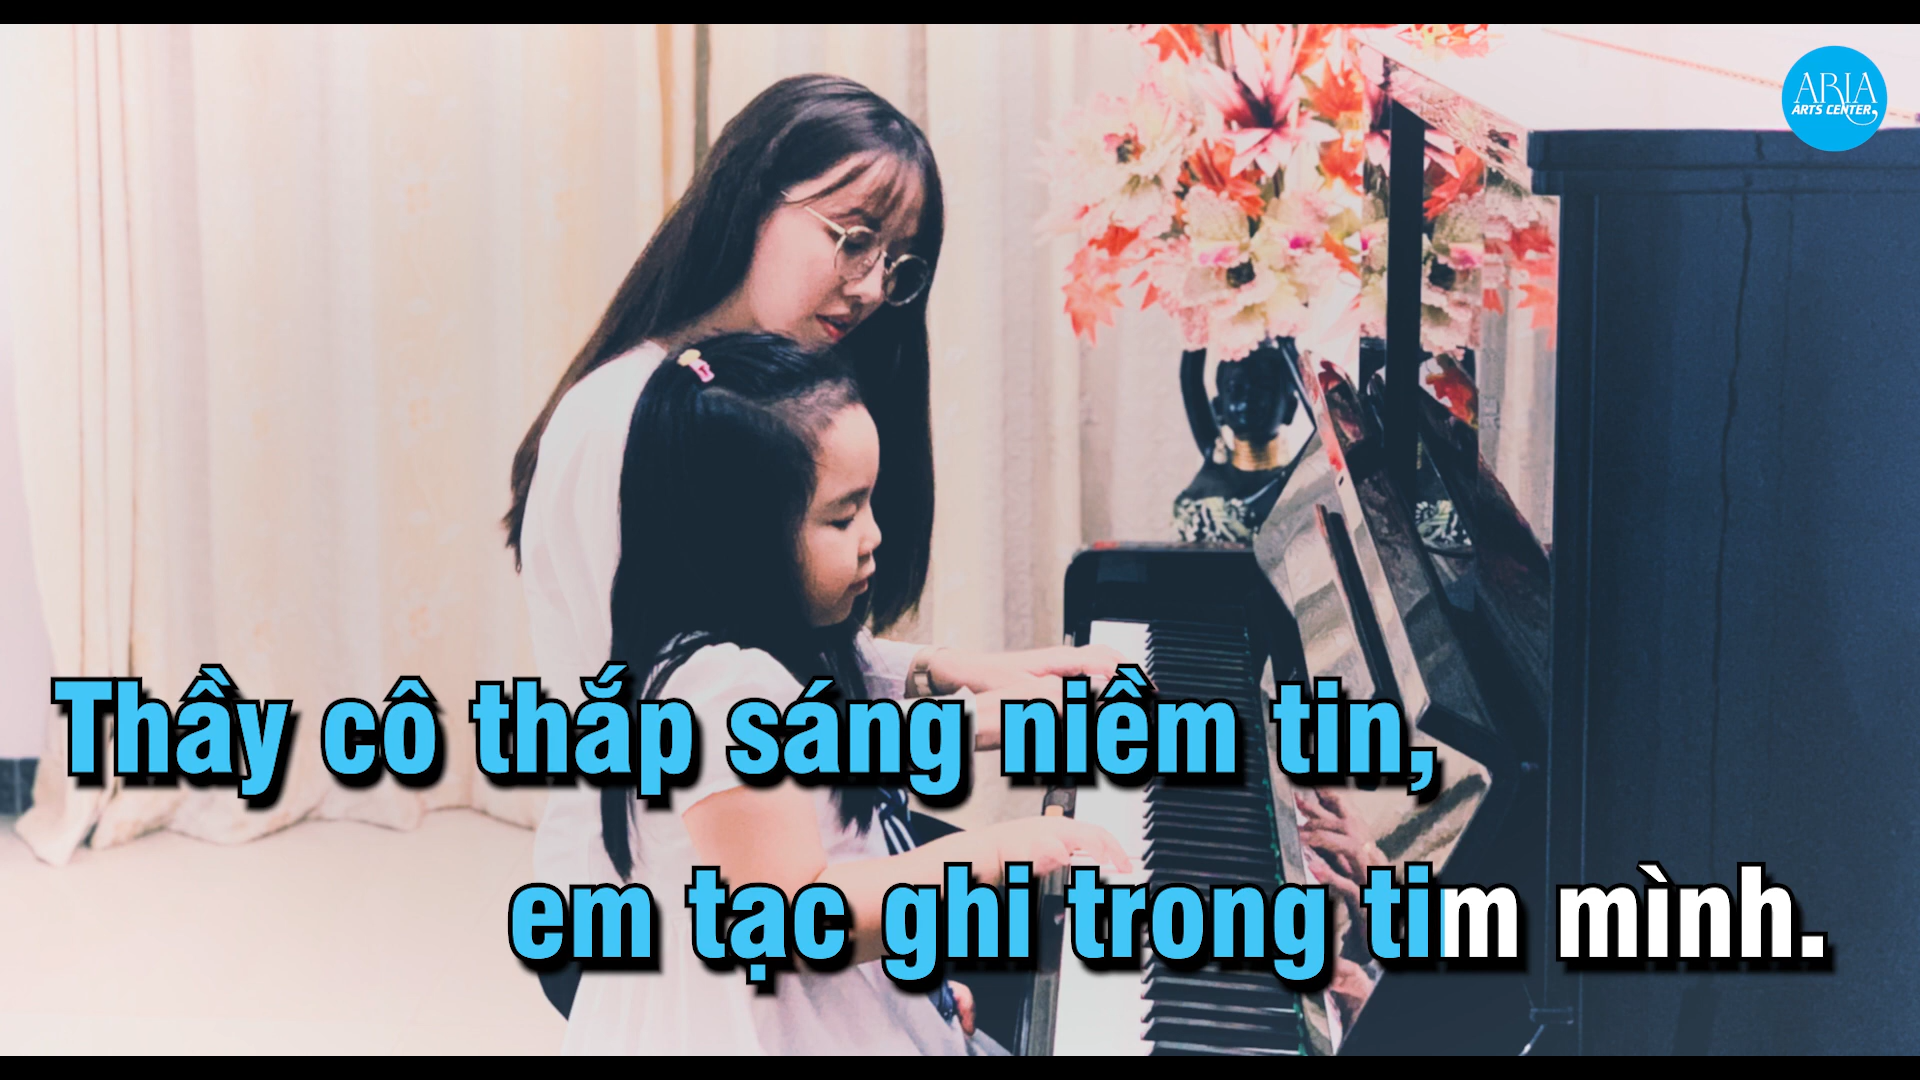 ARIA
ARTS CENTER
Thầy cô thắp sáng niềm tin,
em tạc ghi trong tim mình.